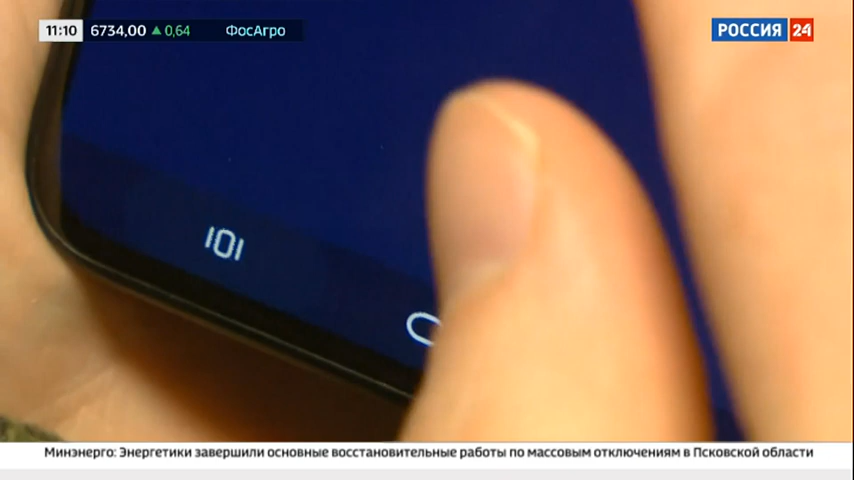 11:10 6734,00 ▲0,64 ФосАгро
РОССИЯ 24
Минэнерго: Энергетики завершили основные восстановительные работы по массовым отключениям в Псковской области